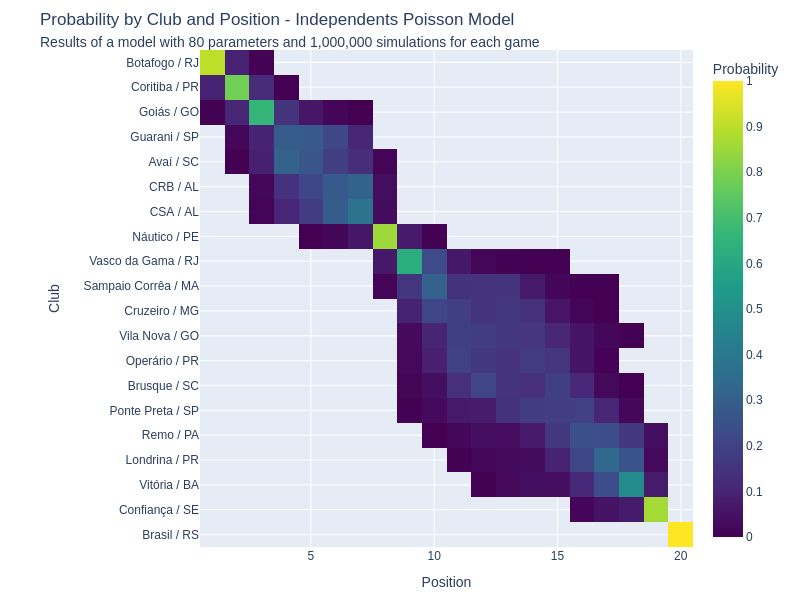 Probability by Club and Position - Independents Poisson Model
Results of a model with 80 parameters and 1,000,000 simulations for each game
Probability
Botafogo / RJ
Coritiba / PR
Goiás / GO
Guarani / SP
Avaí / SC
CRB / AL
CSA / AL
Náutico / PE
Vasco da Gama / RJ
Sampaio Corrêa / MA
Cruzeiro / MG
Vila Nova / GO
Operário / PR
Brusque / SC
Ponte Preta / SP
Remo / PA
Londrina / PR
Vitória / BA
Confiança / SE
Brasil / RS
Club
5
10
15
20
Position
1
0.9
0.8
0.7
0.6
0.5
0.4
0.3
0.2
0.1
0